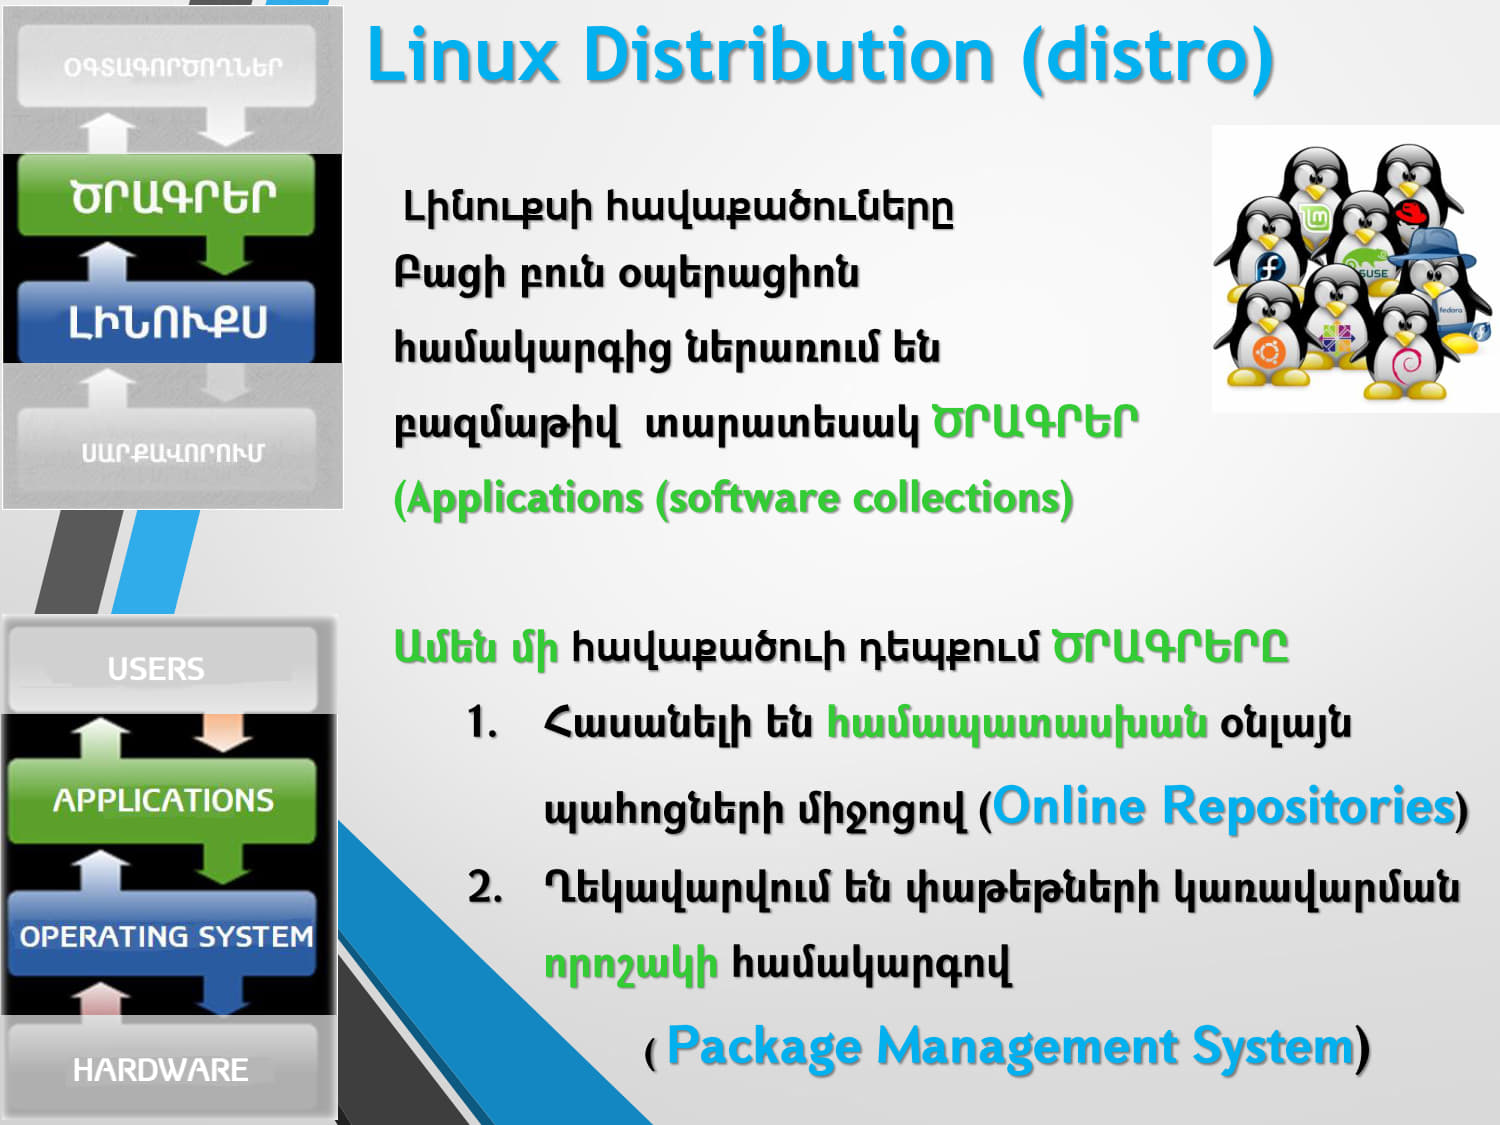 Linux Distribution (distro)
ՕԳՏԱԳՈՐԾՈՂՆԵՐ
ԾՐԱԳՐԵՐ
ԼԻՆՈՒՔՍ
ՍԱՐՔԱՎՈՐՈՒՄ
Լինուքսի հավաքածուները
Բացի բուն օպերացիոն
համակարգից ներառում են
բազմաթիվ տարատեսակ ԾՐԱԳՐԵՐ
(Applications (software collections)
SUSE
fedora
USERS
APPLICATIONS
OPERATING SYSTEM
HARDWARE
Ամեն մի հավաքածուի դեպքում ԾՐԱԳՐԵՐԸ
1. Հասանելի են համապատասխան օնլայն
պահոցների միջոցով (Online Repositories)
2. Ղեկավարվում են փաթեթների կառավարման
որոշակի համակարգով
( Package Management System)